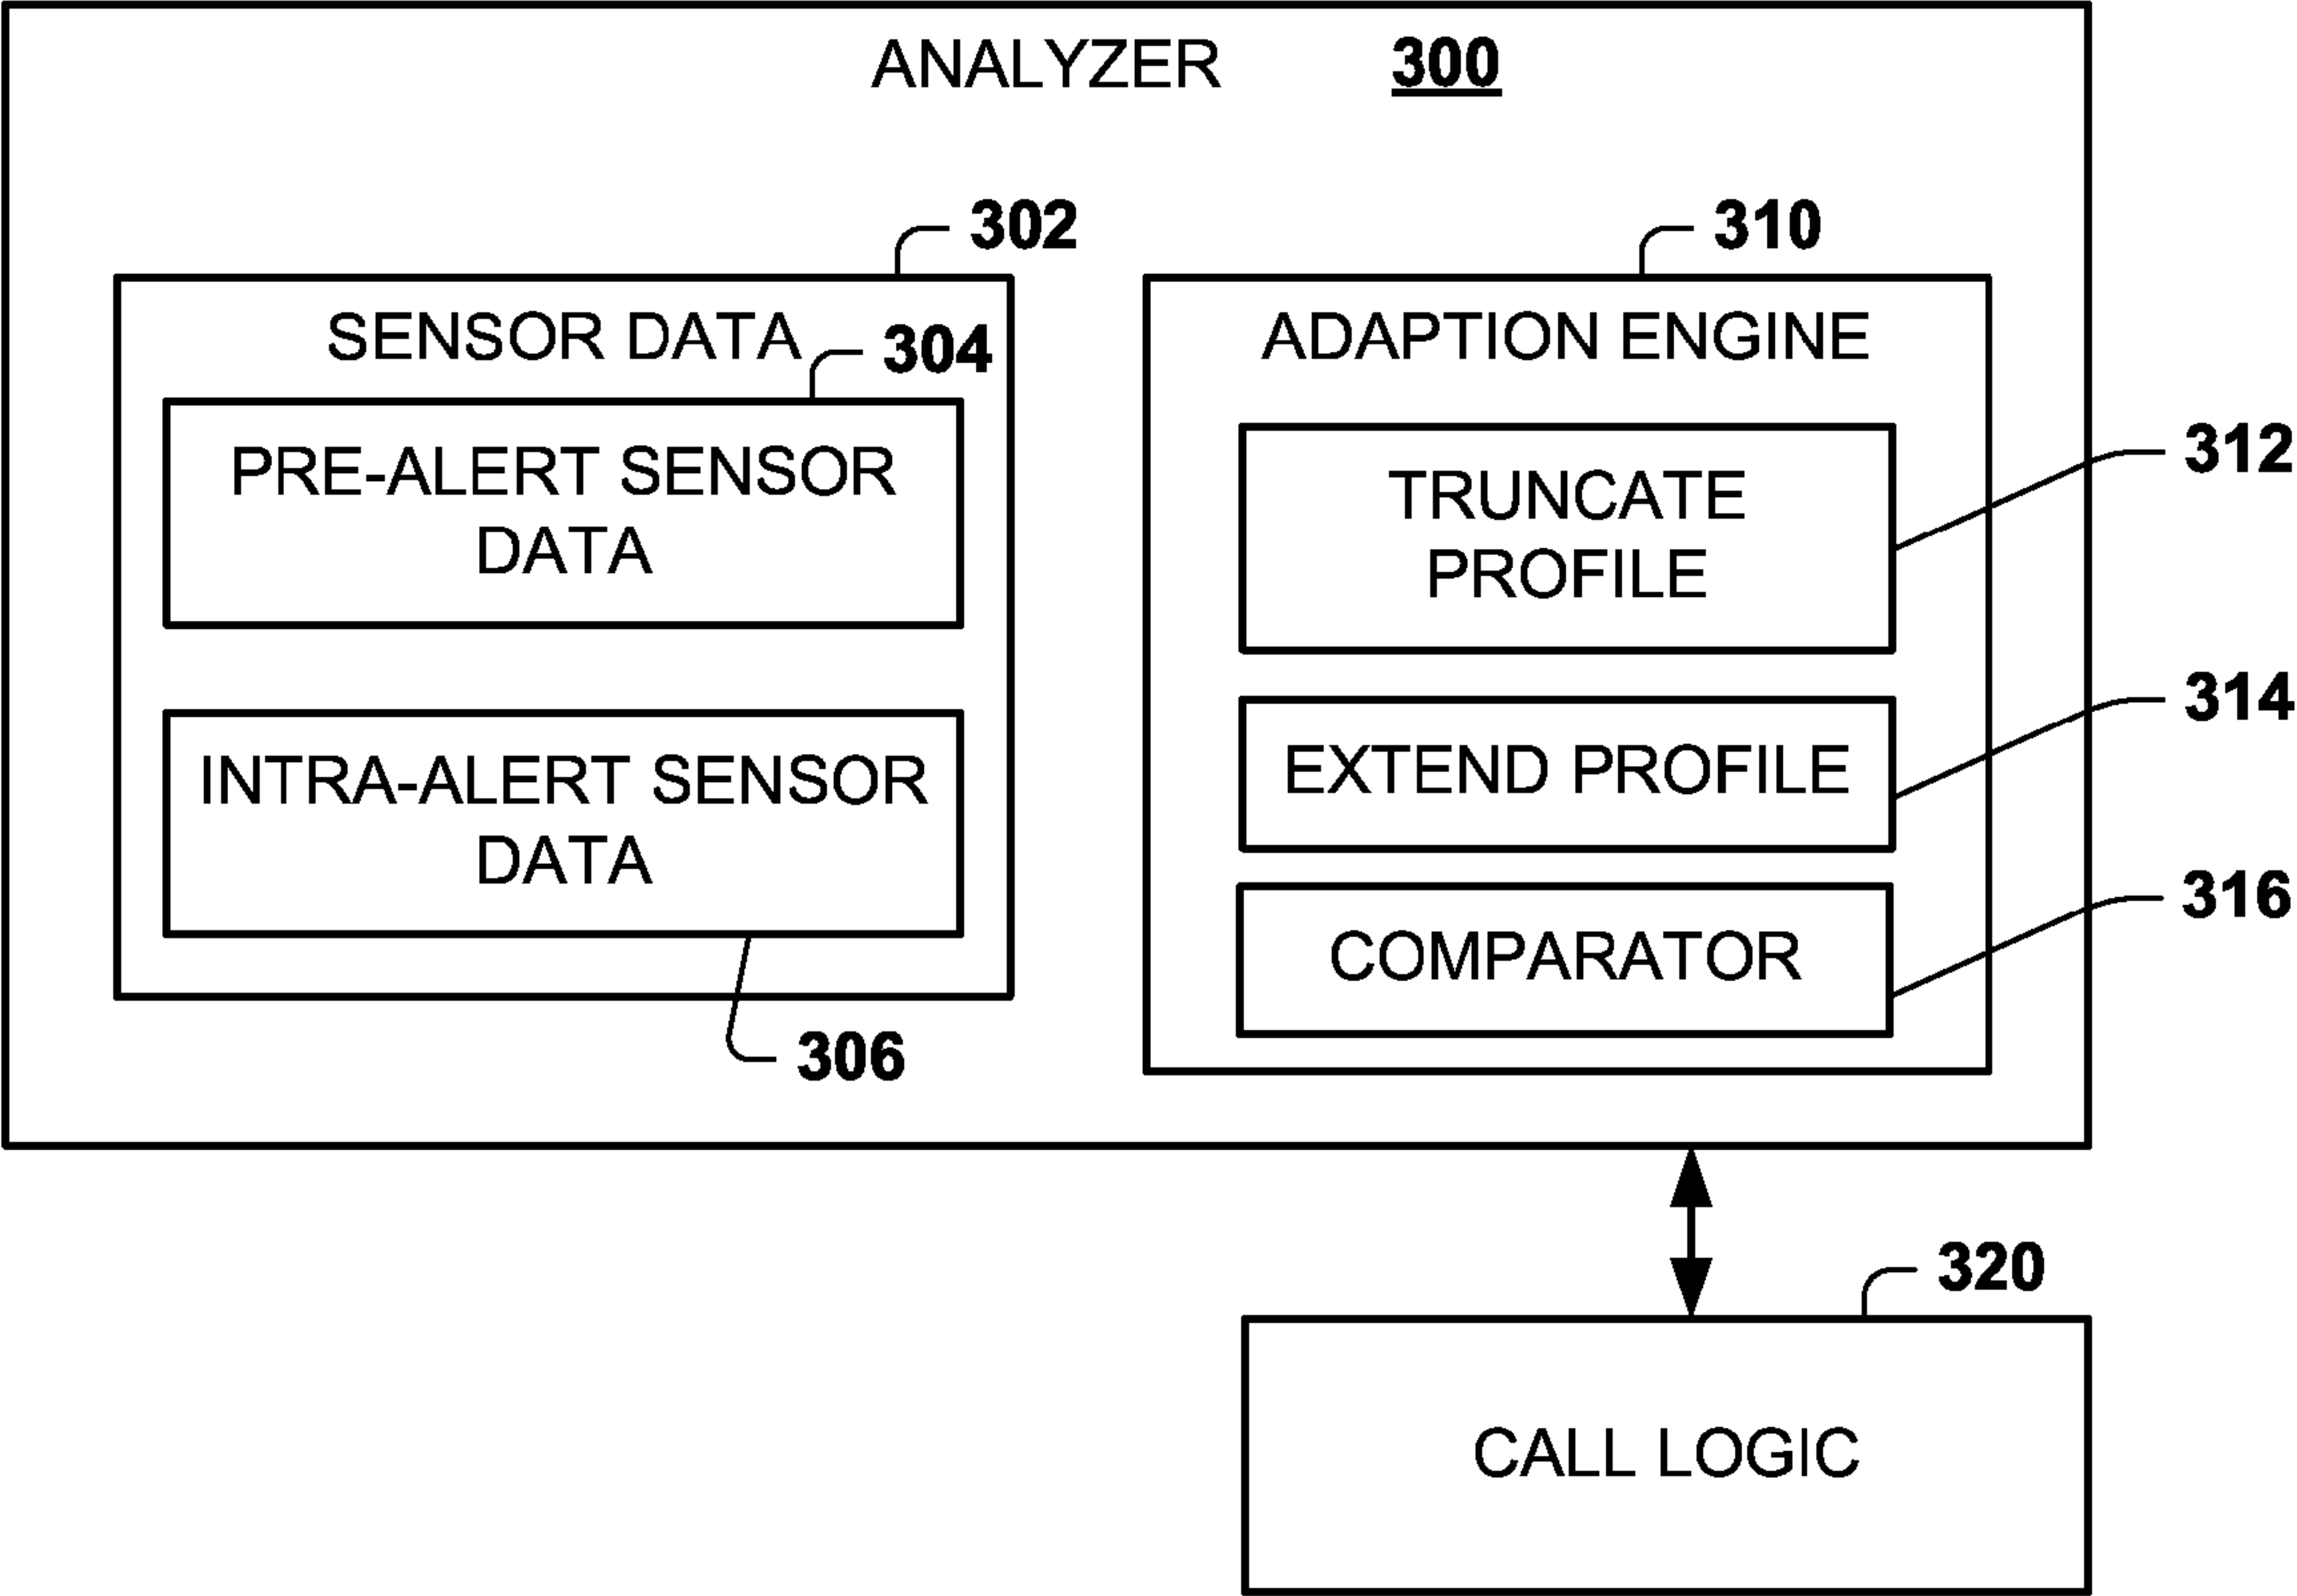 ANALYZER 300
302
310
SENSOR DATA
304
ADAPTION ENGINE
PRE-ALERT SENSOR
DATA
TRUNCATE
PROFILE
312
INTRA-ALERT SENSOR
DATA
EXTEND PROFILE
314
COMPARATOR
316
306
320
CALL LOGIC